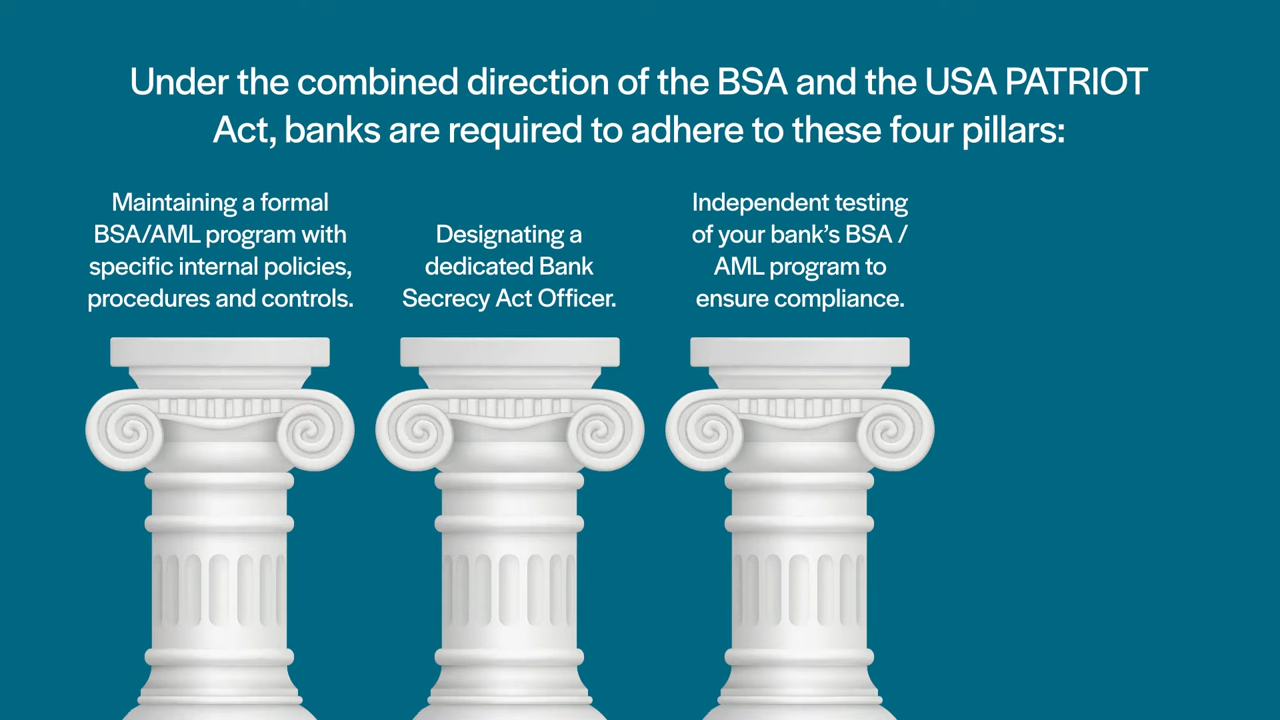 Under the combined direction of the BSA and the USA PATRIOT
Act, banks are required to adhere to these four pillars:
Maintaining a formal
BSA/AML program with
specific internal policies,
procedures and controls.
Designating a
dedicated Bank
Secrecy Act Officer.
Independent testing
of your bank’s BSA /
AML program to
ensure compliance.